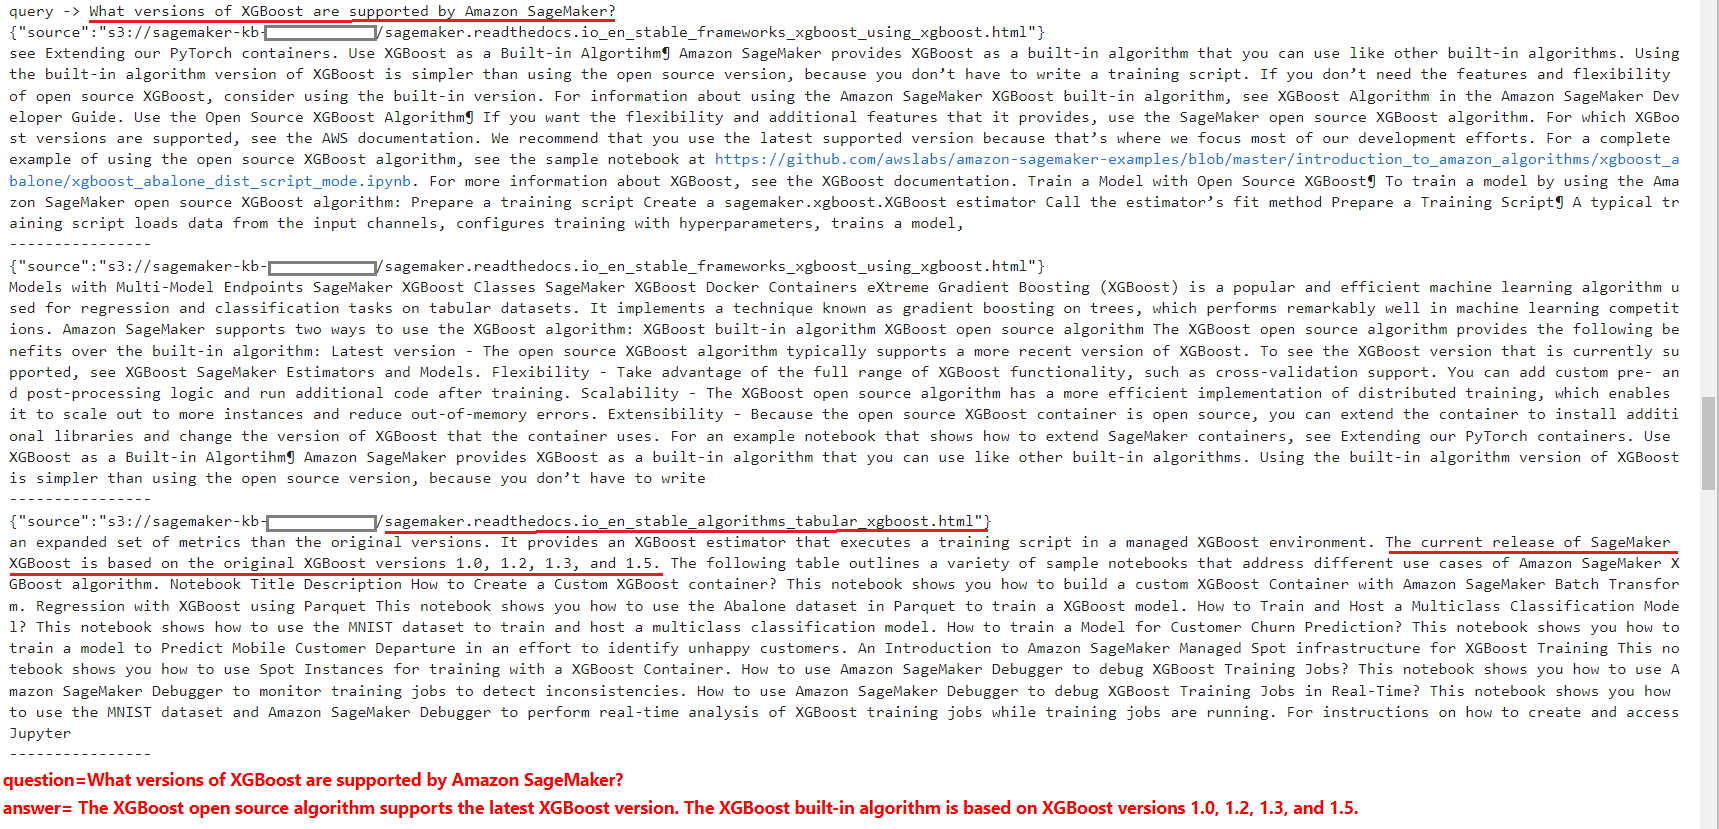 query -> What versions of XGBoost are supported by Amazon SageMaker?
{"source":"s3://sagemaker-kb-/sagemaker.readthedocs.io_en_stable_frameworks_xgboost_using_xgboost.html"}
see Extending our PyTorch containers. Use XGBoost as a Built-in Algortihm¶ Amazon SageMaker provides XGBoost as a built-in algorithm that you can use like other built-in algorithms. Using
the built-in algorithm version of XGBoost is simpler than using the open source version, because you don’t have to write a training script. If you don’t need the features and flexibility
of open source XGBoost, consider using the built-in version. For information about using the Amazon SageMaker XGBoost built-in algorithm, see XGBoost Algorithm in the Amazon SageMaker Dev
eloper Guide. Use the Open Source XGBoost Algorithm¶ If you want the flexibility and additional features that it provides, use the SageMaker open source XGBoost algorithm. For which XGBoo
st versions are supported, see the AWS documentation. We recommend that you use the latest supported version because that’s where we focus most of our development efforts. For a complete
example of using the open source XGBoost algorithm, see the sample notebook at https://github.com/awslabs/amazon-sagemaker-examples/blob/master/introduction_to_amazon_algorithms/xgboost_a
balone/xgboost_abalone_dist_script_mode.ipynb. For more information about XGBoost, see the XGBoost documentation. Train a Model with Open Source XGBoost¶ To train a model by using the Ama
zon SageMaker open source XGBoost algorithm: Prepare a training script Create a sagemaker.xgboost.XGBoost estimator Call the estimator’s fit method Prepare a Training Script¶ A typical tr
aining script loads data from the input channels, configures training with hyperparameters, trains a model,
----------------
{"source":"s3://sagemaker-kb-/sagemaker.readthedocs.io_en_stable_frameworks_xgboost_using_xgboost.html"}
Models with Multi-Model Endpoints SageMaker XGBoost Classes SageMaker XGBoost Docker Containers eXtreme Gradient Boosting (XGBoost) is a popular and efficient machine learning algorithm u
sed for regression and classification tasks on tabular datasets. It implements a technique known as gradient boosting on trees, which performs remarkably well in machine learning competit
ions. Amazon SageMaker supports two ways to use the XGBoost algorithm: XGBoost built-in algorithm XGBoost open source algorithm The XGBoost open source algorithm provides the following be
nefits over the built-in algorithm: Latest version - The open source XGBoost algorithm typically supports a more recent version of XGBoost. To see the XGBoost version that is currently su
pported, see XGBoost SageMaker Estimators and Models. Flexibility - Take advantage of the full range of XGBoost functionality, such as cross-validation support. You can add custom pre- an
d post-processing logic and run additional code after training. Scalability - The XGBoost open source algorithm has a more efficient implementation of distributed training, which enables
it to scale out to more instances and reduce out-of-memory errors. Extensibility - Because the open source XGBoost container is open source, you can extend the container to install additi
onal libraries and change the version of XGBoost that the container uses. For an example notebook that shows how to extend SageMaker containers, see Extending our PyTorch containers. Use
XGBoost as a Built-in Algortihm¶ Amazon SageMaker provides XGBoost as a built-in algorithm that you can use like other built-in algorithms. Using the built-in algorithm version of XGBoost
is simpler than using the open source version, because you don’t have to write
----------------
{"source":"s3://sagemaker-kb-/sagemaker.readthedocs.io_en_stable_algorithms_tabular_xgboost.html"}
an expanded set of metrics than the original versions. It provides an XGBoost estimator that executes a training script in a managed XGBoost environment. The current release of SageMaker
XGBoost is based on the original XGBoost versions 1.0, 1.2, 1.3, and 1.5. The following table outlines a variety of sample notebooks that address different use cases of Amazon SageMaker X
GBoost algorithm. Notebook Title Description How to Create a Custom XGBoost container? This notebook shows you how to build a custom XGBoost Container with Amazon SageMaker Batch Transfor
m. Regression with XGBoost using Parquet This notebook shows you how to use the Abalone dataset in Parquet to train a XGBoost model. How to Train and Host a Multiclass Classification Mode
l? This notebook shows how to use the MNIST dataset to train and host a multiclass classification model. How to train a Model for Customer Churn Prediction? This notebook shows you how to
train a model to Predict Mobile Customer Departure in an effort to identify unhappy customers. An Introduction to Amazon SageMaker Managed Spot infrastructure for XGBoost Training This no
tebook shows you how to use Spot Instances for training with a XGBoost Container. How to use Amazon SageMaker Debugger to debug XGBoost Training Jobs? This notebook shows you how to use A
mazon SageMaker Debugger to monitor training jobs to detect inconsistencies. How to use Amazon SageMaker Debugger to debug XGBoost Training Jobs in Real-Time? This notebook shows you how
to use the MNIST dataset and Amazon SageMaker Debugger to perform real-time analysis of XGBoost training jobs while training jobs are running. For instructions on how to create and access
Jupyter
----------------
question=What versions of XGBoost are supported by Amazon SageMaker?
answer= The XGBoost open source algorithm supports the latest XGBoost version. The XGBoost built-in algorithm is based on XGBoost versions 1.0, 1.2, 1.3, and 1.5.